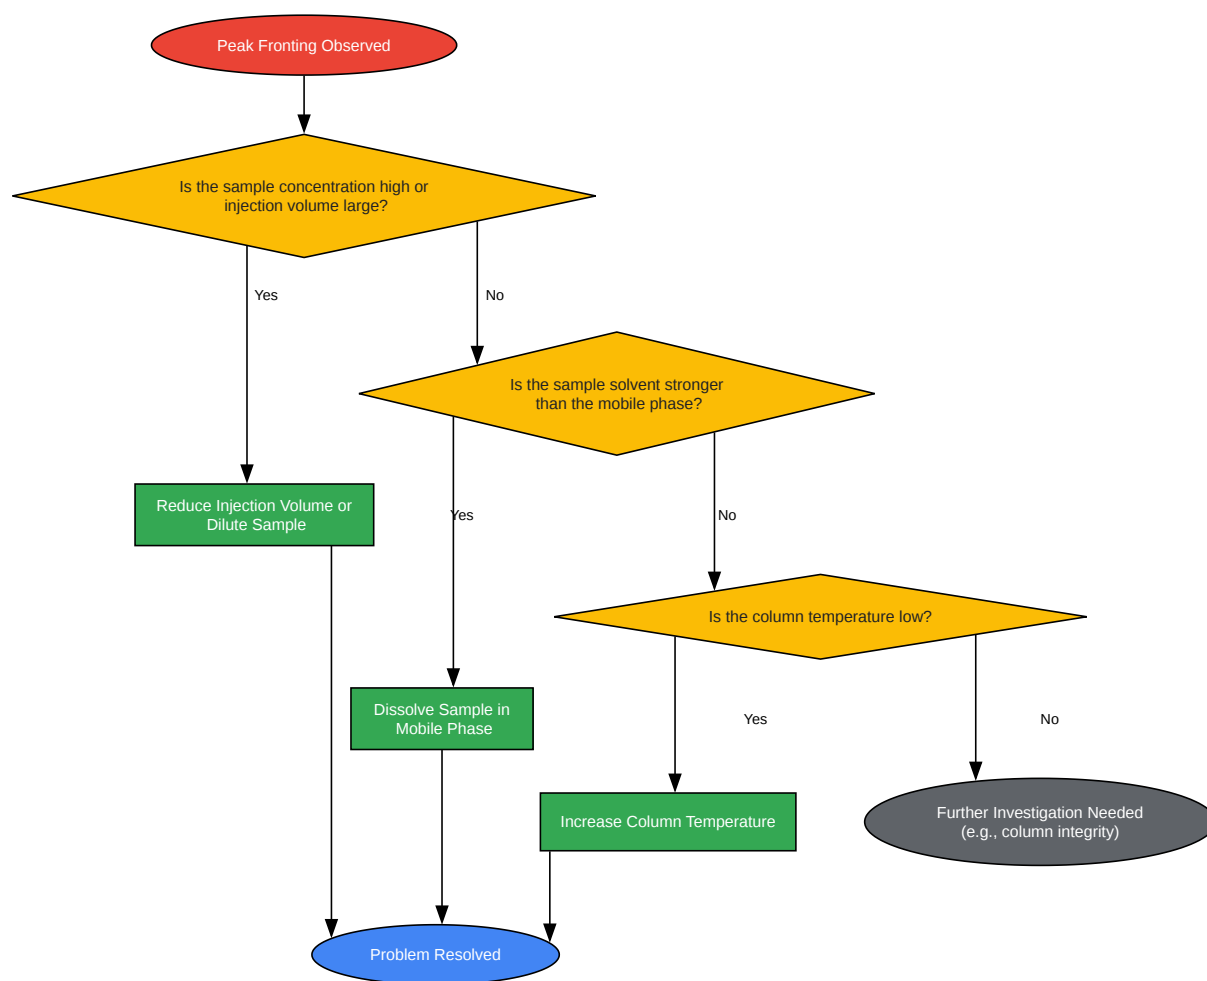 Peak Fronting Observed
Is the sample concentration high or
injection volume large?
Yes
No
Is the sample solvent stronger
than the mobile phase?
Reduce Injection Volume or
Dilute Sample
Yes
No
Is the column temperature low?
Dissolve Sample in
Mobile Phase
Yes
No
Increase Column Temperature
Further Investigation Needed
(e.g., column integrity)
Problem Resolved